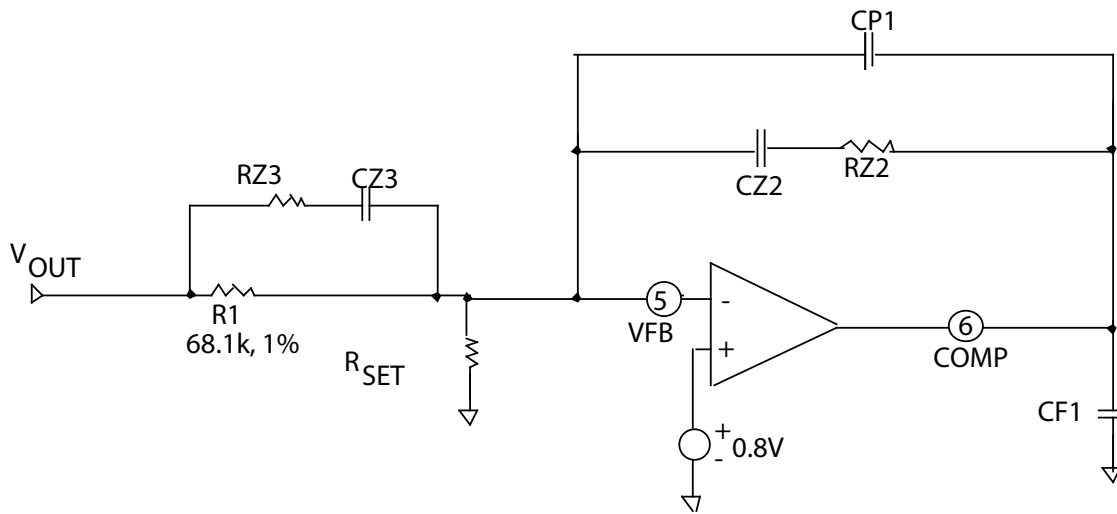 CP1
CZ2
RZ2
RZ3
CZ3
VOUT
R1
68.1k, 1%
RSET
5
VFB
-
+
6
COMP
+
-
0.8V
CF1